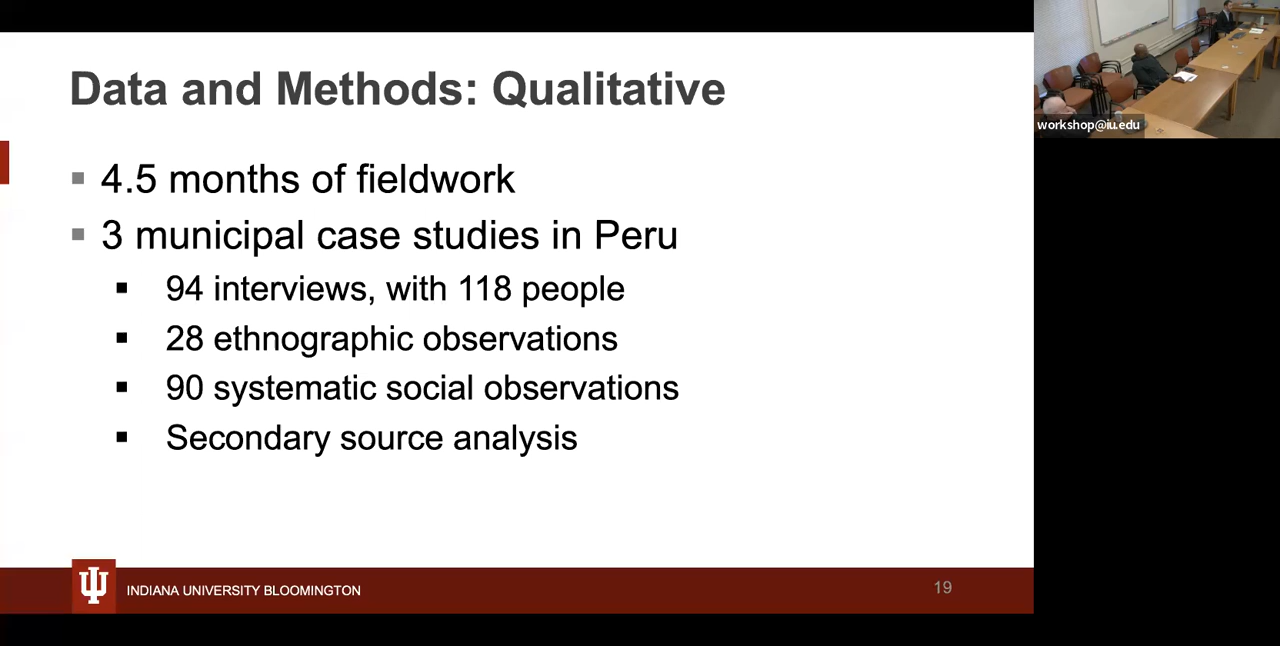 Data and Methods: Qualitative
▪ 4.5 months of fieldwork
▪ 3 municipal case studies in Peru
▪ 94 interviews, with 118 people
▪ 28 ethnographic observations
▪ 90 systematic social observations
▪ Secondary source analysis
INDIANA UNIVERSITY BLOOMINGTON
19
workshop@iu.edu